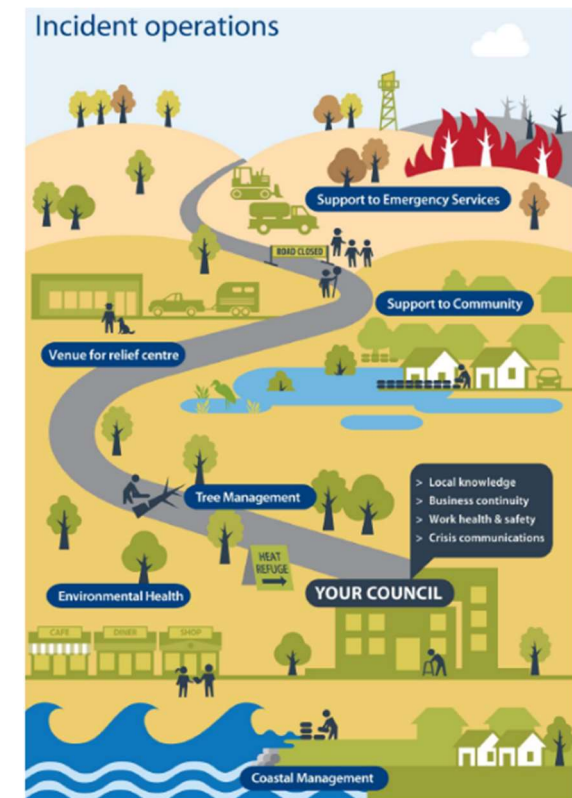 Incident operations
Support to Emergency Services
ROAD CLOSED
Support to Community
Venue for relief centre
> Local knowledge
> Business continuity
> Work health & safety
> Crisis communications
Tree Management
HEAT
REFUGE
YOUR COUNCIL
Environmental Health
CAFE
DINER
SHOP
Coastal Management